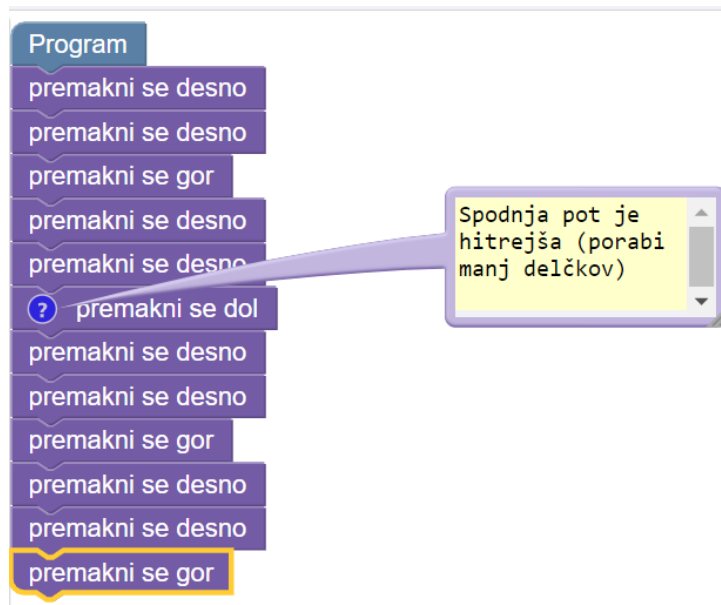 Program
premakni se desno
premakni se desno
premakni se gor
premakni se desno
premakni se desno
? premakni se dol
premakni se desno
premakni se desno
premakni se gor
premakni se desno
premakni se desno
premakni se gor
Spodnja pot je
hitrejša (porabi
manj delčkov)